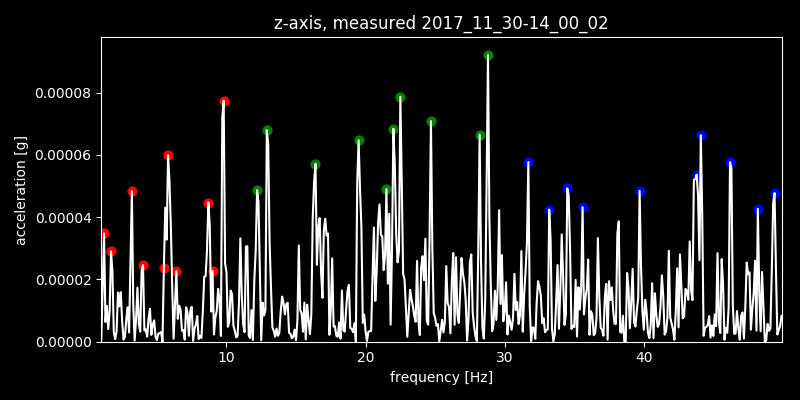 z-axis, measured 2017_11_30-14_00_02
0.00008
0.00006
0.00004
0.00002
0.00000
acceleration [g]
10 20 30 40
frequency [Hz]